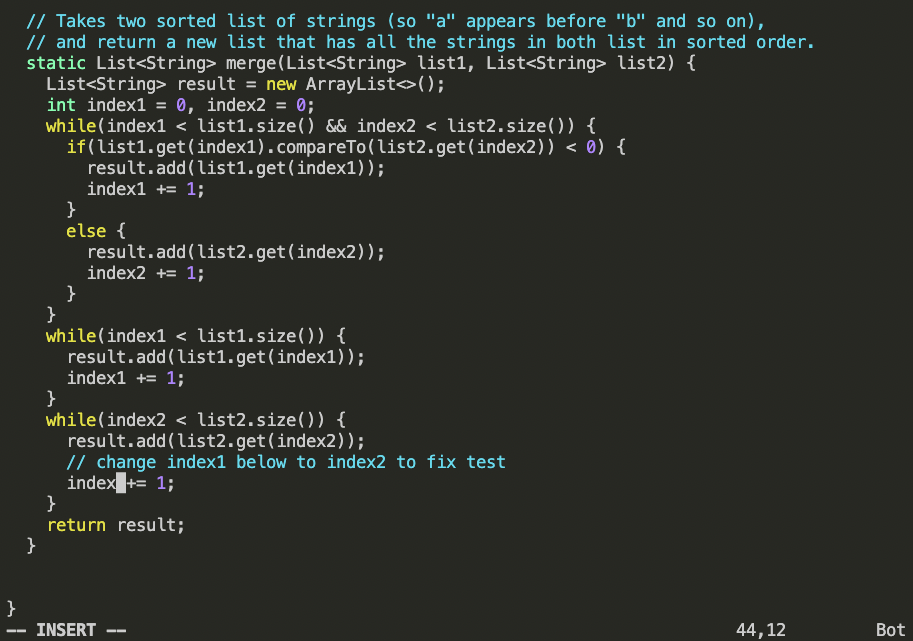 // Takes two sorted list of strings (so "a" appears before "b" and so on),
// and return a new list that has all the strings in both list in sorted order.
static List<String> merge(List<String> list1, List<String> list2) {
List<String> result = new ArrayList<>();
int index1 = 0, index2 = 0;
while(index1 < list1.size() && index2 < list2.size()) {
if(list1.get(index1).compareTo(list2.get(index2)) < 0) {
result.add(list1.get(index1));
index1 += 1;
}
else {
result.add(list2.get(index2));
index2 += 1;
}
}
while(index1 < list1.size()) {
result.add(list1.get(index1));
index1 += 1;
}
while(index2 < list2.size()) {
result.add(list2.get(index2));
// change index1 below to index2 to fix test
index += 1;
}
return result;
}
}
-- INSERT -- 44,12 Bot